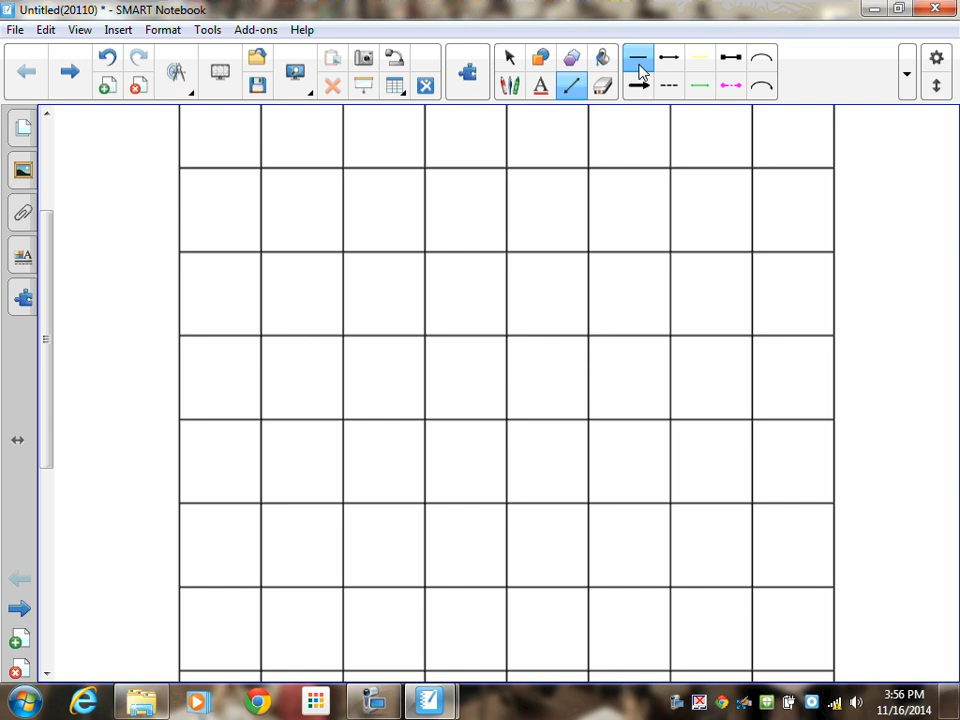 Untitled(20110) * - SMART Notebook
File Edit View Insert Format Tools Add-ons Help
3:56 PM
11/16/2014